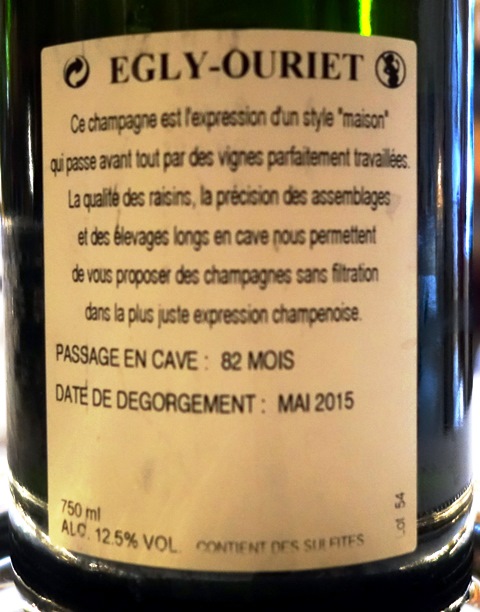 EGLY-OURIET
Ce champagne est l'expression d'un style "maison"
qui passe avant tout par des vignes parfaitement travaillées.
La qualité des raisins, la précision des assemblages
et des élevages longs en cave nous permettent
de vous proposer des champagnes sans filtration
dans la plus juste expression champenoise.
PASSAGE EN CAVE : 82 MOIS
DATE DE DEGORGEMENT : MAI 2015
750 ml
ALC. 12.5% VOL. CONTIENT DES SULFITES
Lot 54